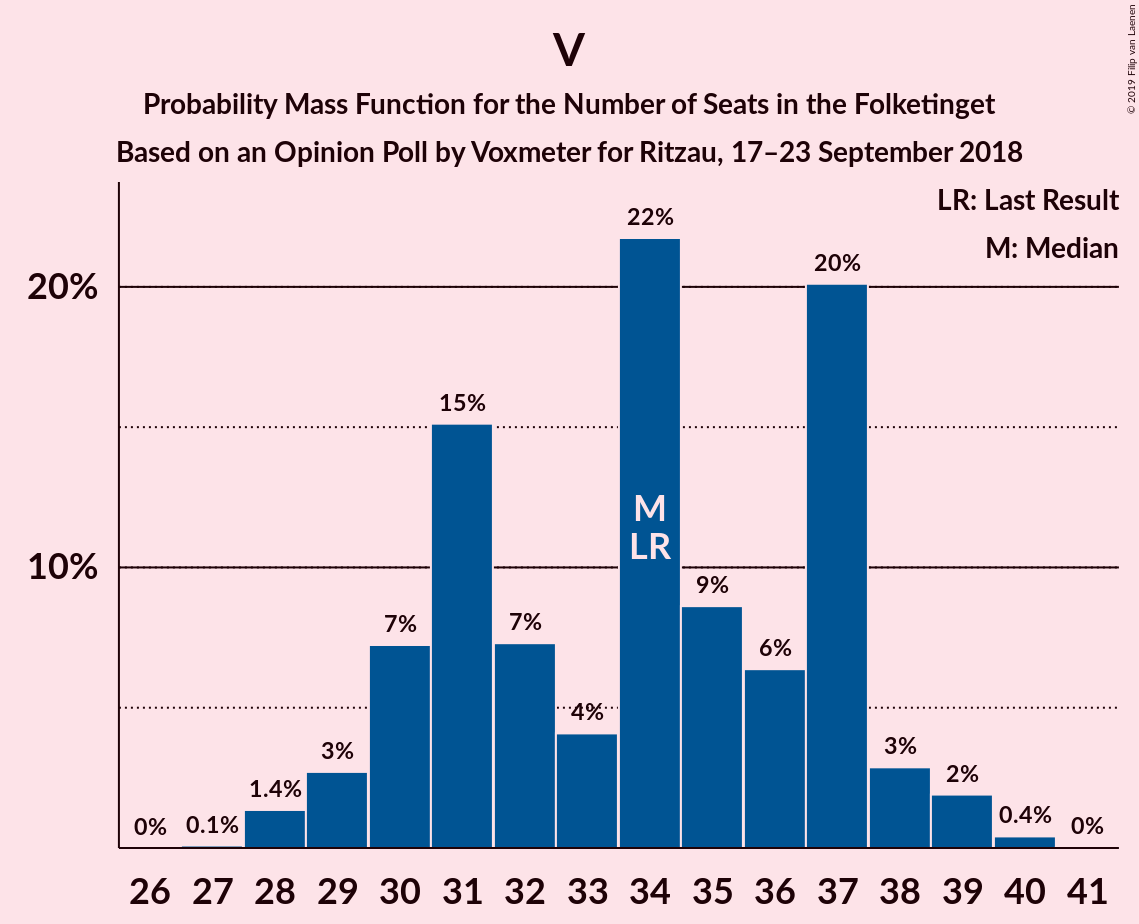 V
Probability Mass Function for the Number of Seats in the Folketinget
Based on an Opinion Poll by Voxmeter for Ritzau, 17–23 September 2018
© 2019 Filip van Laenen
LR: Last Result
M: Median
20%
10%
0%
0.1%
1.4%
3%
7%
15%
7%
4%
22%
M
LR
9%
6%
20%
3%
2%
0.4%
0%
26 27 28 29 30 31 32 33 34 35 36 37 38 39 40 41